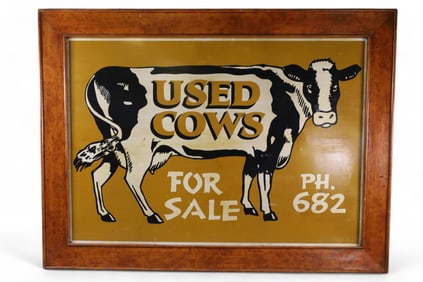 USED
COWS
FOR
SALE
PH.
682